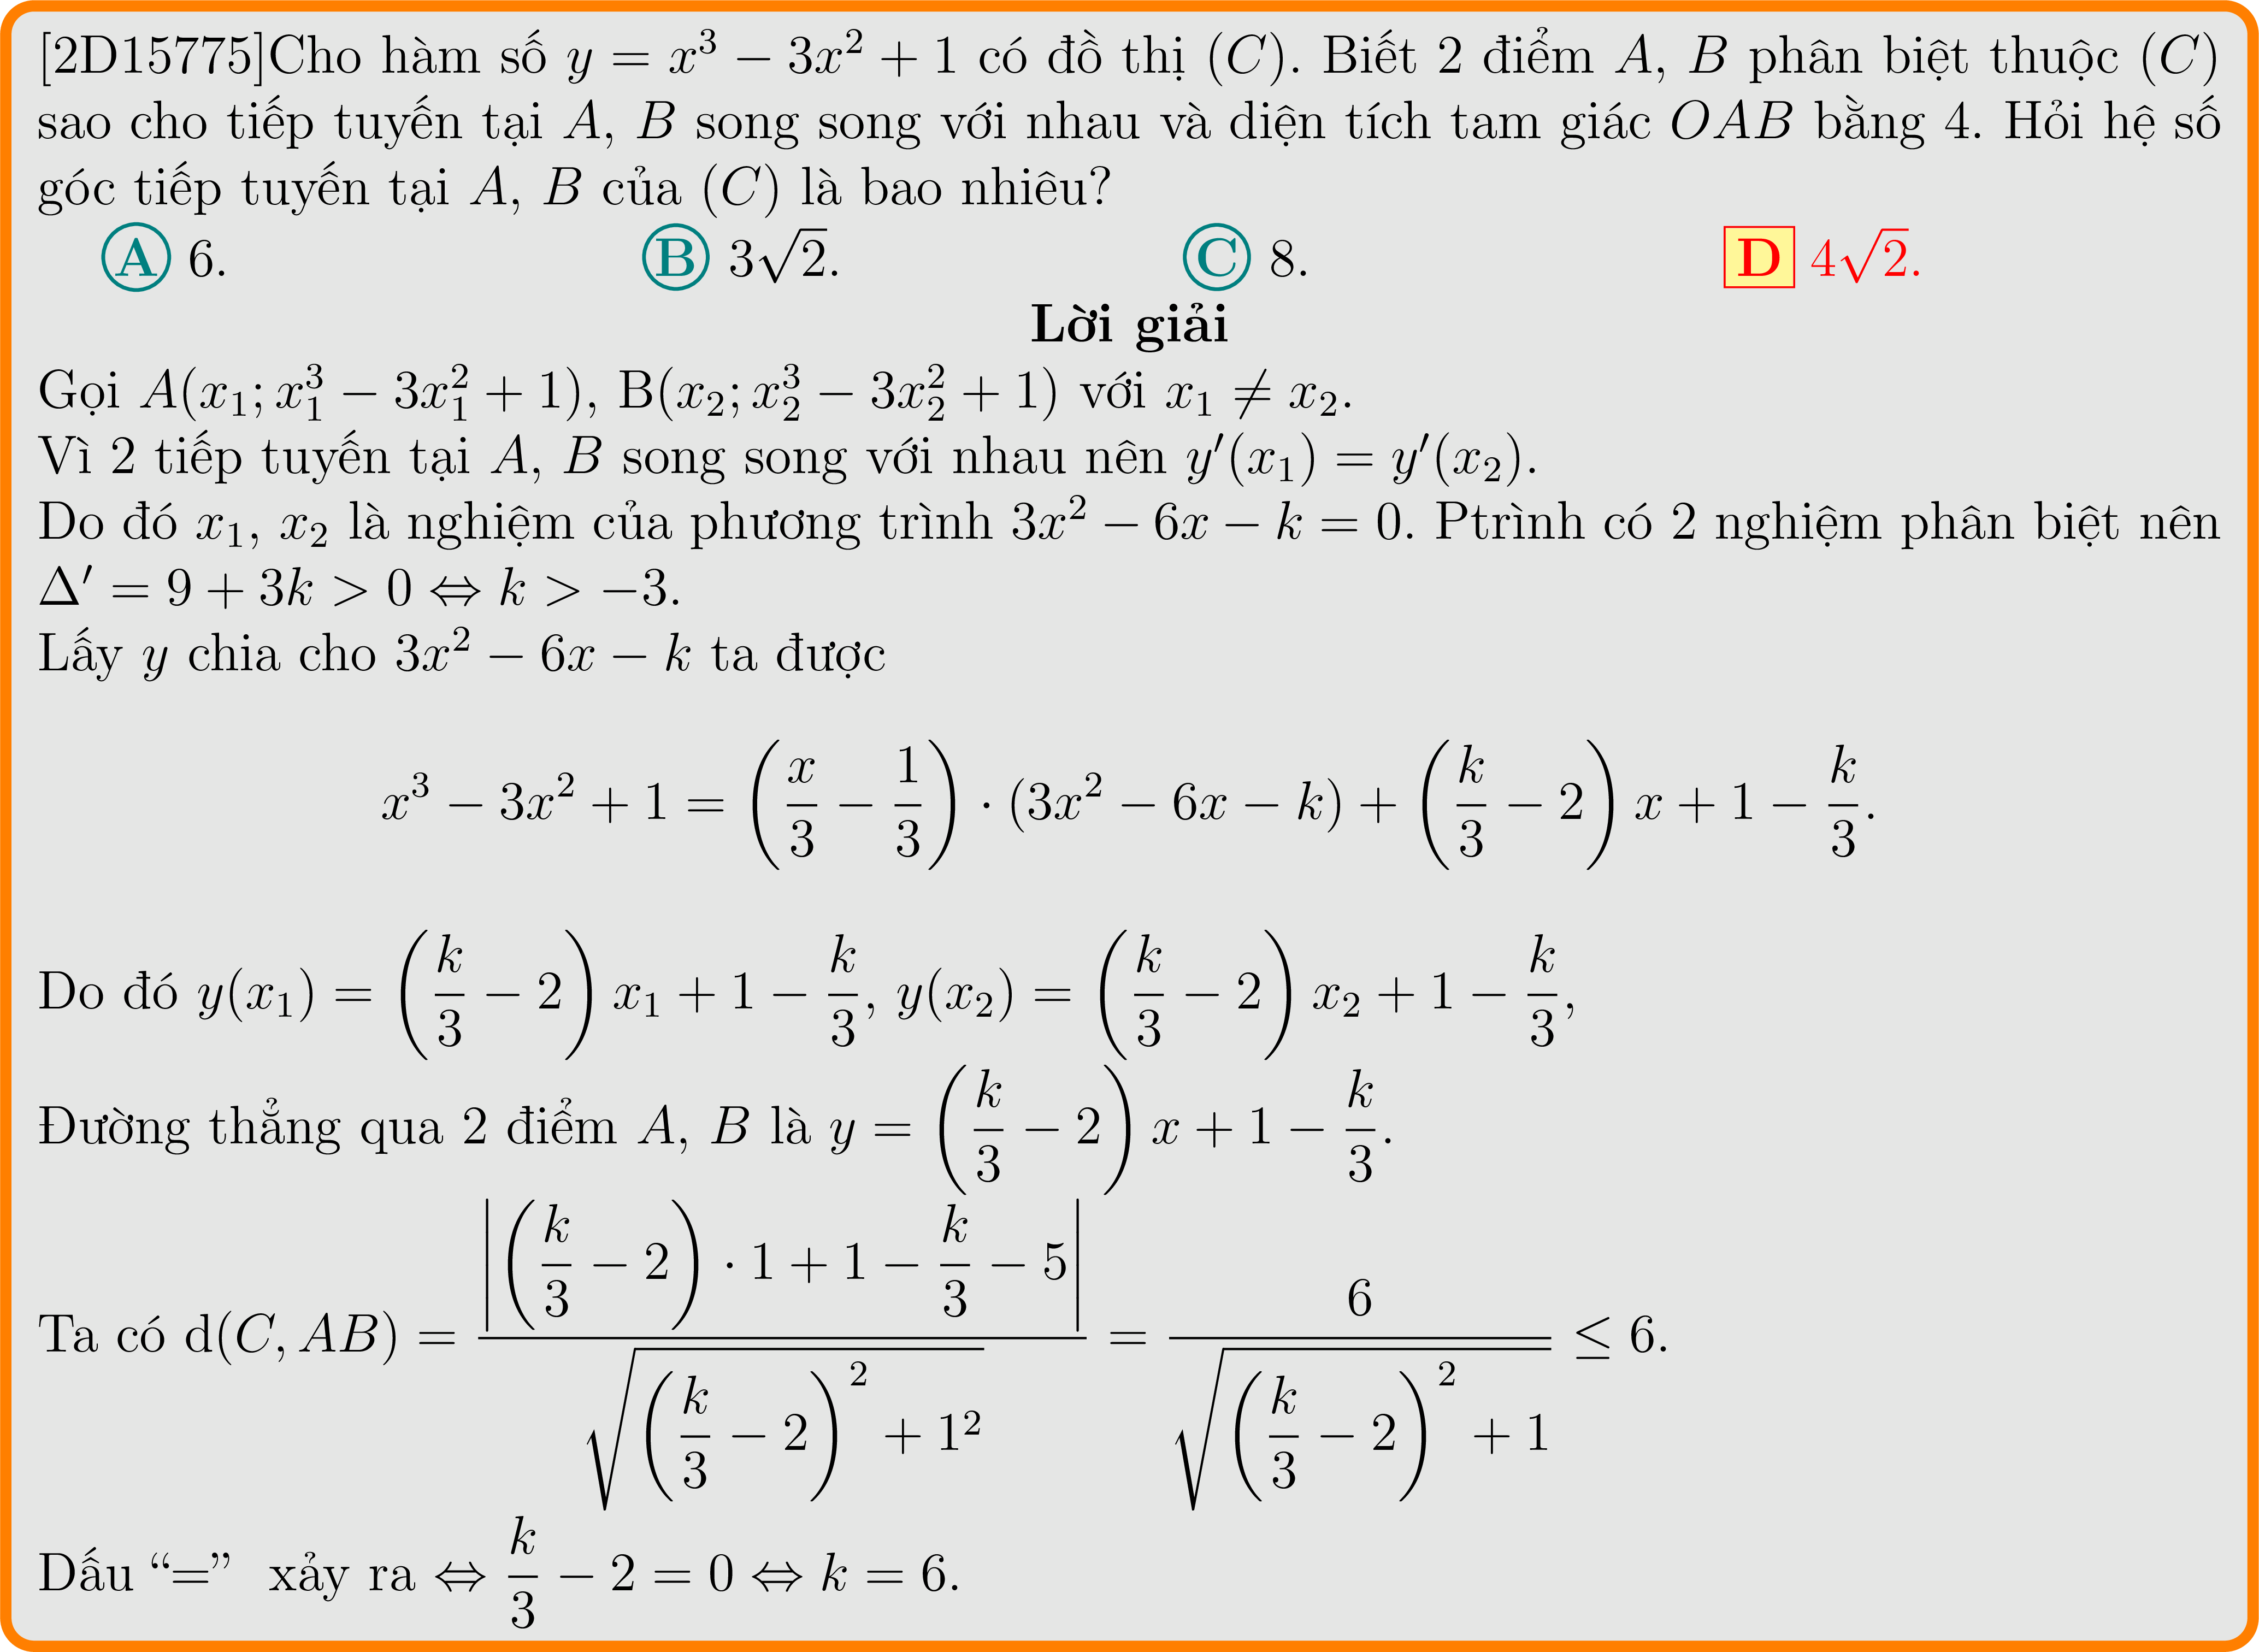 [2D15775]Cho hàm số $y = x^3 - 3x^2 + 1$ có đồ thị $(C)$. Biết 2 điểm $A$, $B$ phân biệt thuộc $(C)$
sao cho tiếp tuyến tại $A$, $B$ song song với nhau và diện tích tam giác $OAB$ bằng 4. Hỏi hệ số
góc tiếp tuyến tại $A$, $B$ của $(C)$ là bao nhiêu?
A 6. B $3\sqrt{2}$. C 8. D $4\sqrt{2}$.
Lời giải
Gọi $A(x_1; x_1^3 - 3x_1^2 + 1)$, B$(x_2; x_2^3 - 3x_2^2 + 1)$ với $x_1 \neq x_2$.
Vì 2 tiếp tuyến tại $A$, $B$ song song với nhau nên $y'(x_1) = y'(x_2)$.
Do đó $x_1$, $x_2$ là nghiệm của phương trình $3x^2 - 6x - k = 0$. Ptrình có 2 nghiệm phân biệt nên
$\Delta' = 9 + 3k > 0 \Leftrightarrow k > -3$.
Lấy $y$ chia cho $3x^2 - 6x - k$ ta được
$x^3 - 3x^2 + 1 = \left(\frac{x}{3} - \frac{1}{3}\right) \cdot (3x^2 - 6x - k) + \left(\frac{k}{3} - 2\right) x + 1 - \frac{k}{3}.$
Do đó $y(x_1) = \left(\frac{k}{3} - 2\right) x_1 + 1 - \frac{k}{3}$, $y(x_2) = \left(\frac{k}{3} - 2\right) x_2 + 1 - \frac{k}{3}$,
Đường thẳng qua 2 điểm $A$, $B$ là $y = \left(\frac{k}{3} - 2\right) x + 1 - \frac{k}{3}$.
Ta có $\mathrm{d}(C, AB) = \frac{\left|\left(\frac{k}{3} - 2\right) \cdot 1 + 1 - \frac{k}{3} - 5\right|}{\sqrt{\left(\frac{k}{3} - 2\right)^2 + 1^2}} = \frac{6}{\sqrt{\left(\frac{k}{3} - 2\right)^2 + 1}} \leq 6$.
Dấu “=” xảy ra $\Leftrightarrow \frac{k}{3} - 2 = 0 \Leftrightarrow k = 6$.